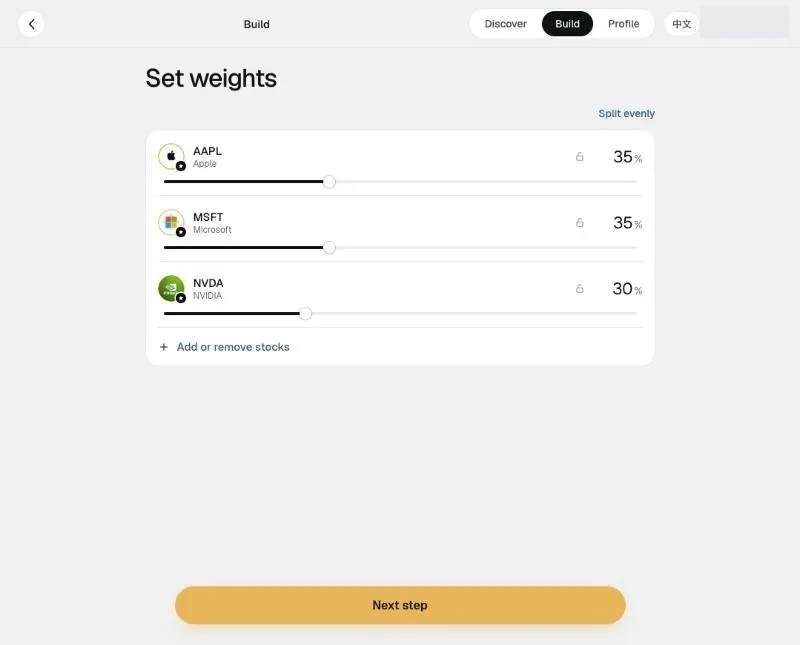 Build
Discover
Build
Profile
中文
Set weights
Split evenly
AAPL
Apple
35%
MSFT
Microsoft
35%
NVDA
NVIDIA
30%
+ Add or remove stocks
Next step